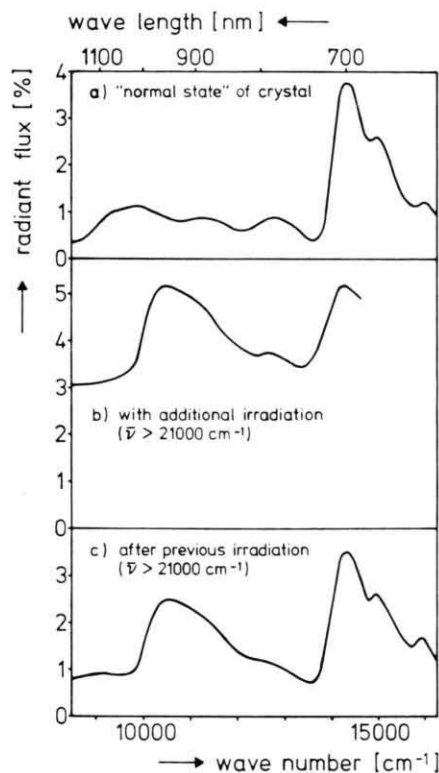 wave length [nm] ←
1100 900 700
radiant flux [%] →
4
a) "normal state" of crystal
3
2
1
0
5
4
3
b) with additional irradiation
(ν̄ > 21000 cm⁻¹)
2
1
0
c) after previous irradiation
(ν̄ > 21000 cm⁻¹)
3
2
1
0
10000 15000
→ wave number [cm⁻¹]